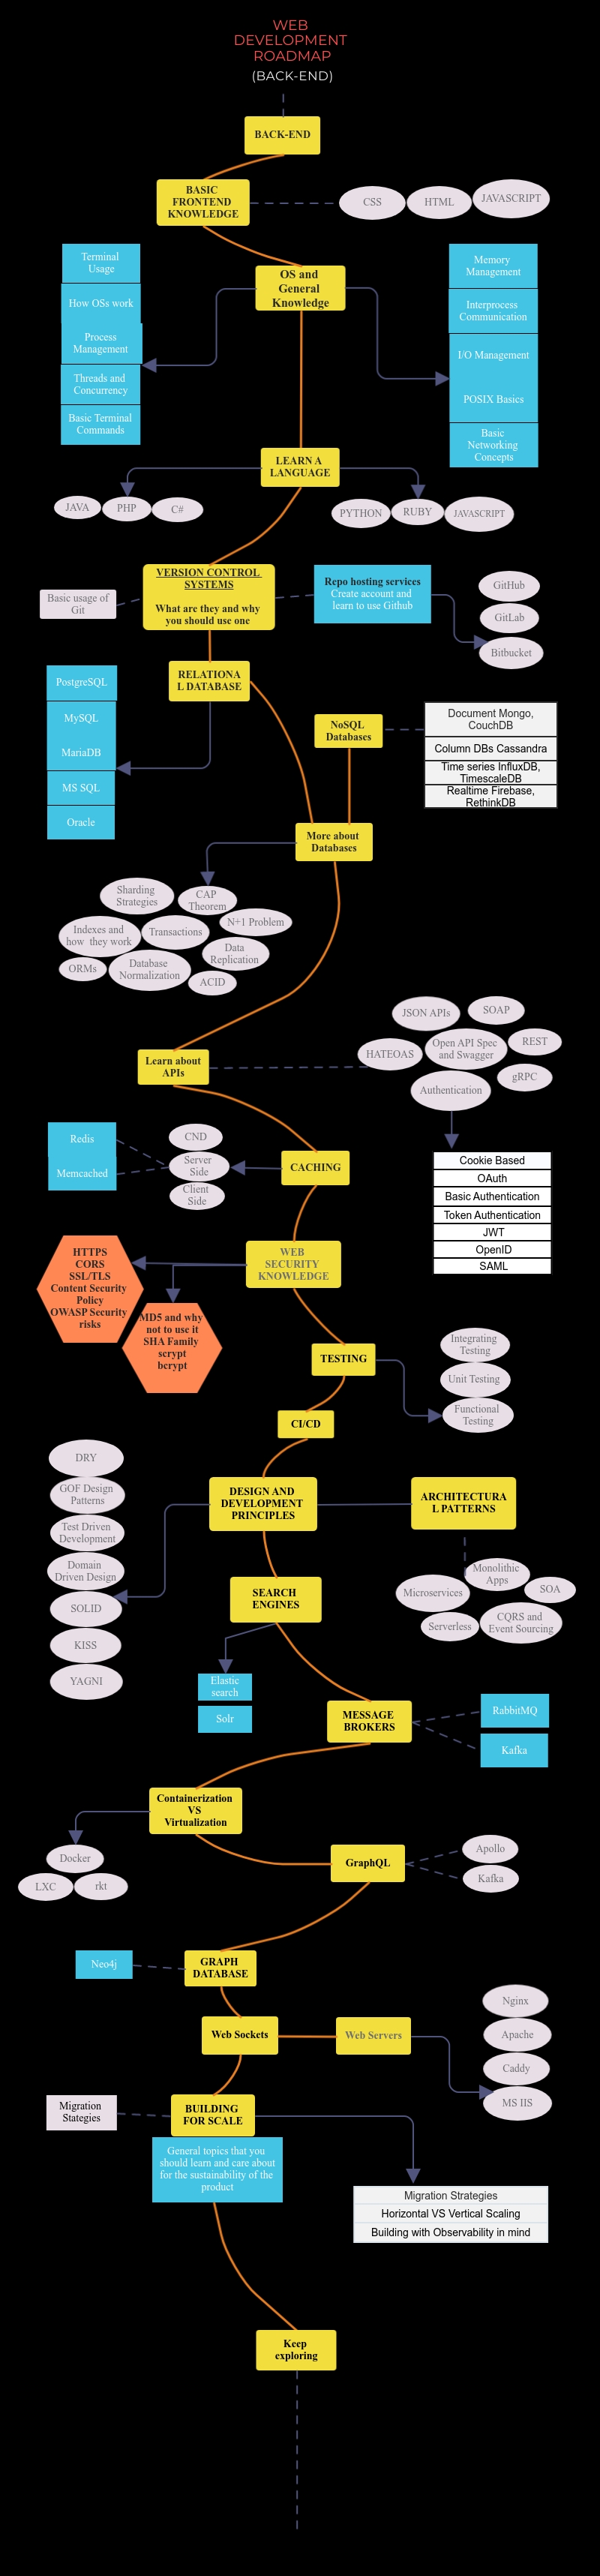 WEB
DEVELOPMENT
ROADMAP
(BACK-END)
BACK-END
BASIC
FRONTEND
KNOWLEDGE
CSS
HTML
JAVASCRIPT
OS and
General
Knowledge
Terminal
Usage
How OSs work
Process
Management
Threads and
Concurrency
Basic Terminal
Commands
Memory
Management
Interprocess
Communication
I/O Management
POSIX Basics
Basic
Networking
Concepts
LEARN A
LANGUAGE
JAVA
PHP
C#
PYTHON
RUBY
JAVASCRIPT
VERSION CONTROL
SYSTEMS
What are they and why
you should use one
Basic usage of
Git
Repo hosting services
Create account and
learn to use Github
GitHub
GitLab
Bitbucket
RELATIONA
L DATABASE
PostgreSQL
MySQL
MariaDB
MS SQL
Oracle
NoSQL
Databases
Document Mongo,
CouchDB
Column DBs Cassandra
Time series InfluxDB,
TimescaleDB
Realtime Firebase,
RethinkDB
More about
Databases
Sharding
Strategies
CAP
Theorem
N+1 Problem
Indexes and
how  they work
Transactions
Data
Replication
ORMs
Database
Normalization
ACID
Learn about
APIs
JSON APIs
SOAP
HATEOAS
Open API Spec
and Swagger
REST
gRPC
Authentication
Cookie Based
OAuth
Basic Authentication
Token Authentication
JWT
OpenID
SAML
CACHING
CND
Server
Side
Client
Side
Redis
Memcached
WEB
SECURITY
KNOWLEDGE
HTTPS
CORS
SSL/TLS
Content Security
Policy
OWASP Security
risks
MD5 and why
not to use it
SHA Family
scrypt
bcrypt
TESTING
Integrating
Testing
Unit Testing
Functional
Testing
CI/CD
DESIGN AND
DEVELOPMENT
PRINCIPLES
DRY
GOF Design
Patterns
Test Driven
Development
Domain
Driven Design
SOLID
KISS
YAGNI
ARCHITECTURA
L PATTERNS
Monolithic
Apps
Microservices
SOA
Serverless
CQRS and
Event Sourcing
SEARCH
ENGINES
Elastic
search
Solr
MESSAGE
BROKERS
RabbitMQ
Kafka
Containerization
VS
Virtualization
Docker
LXC
rkt
GraphQL
Apollo
Kafka
GRAPH
DATABASE
Neo4j
Web Sockets
Web Servers
Nginx
Apache
Caddy
MS IIS
BUILDING
FOR SCALE
Migration
Stategies
General topics that you
should learn and care about
for the sustainability of the
product
Migration Strategies
Horizontal VS Vertical Scaling
Building with Observability in mind
Keep
exploring